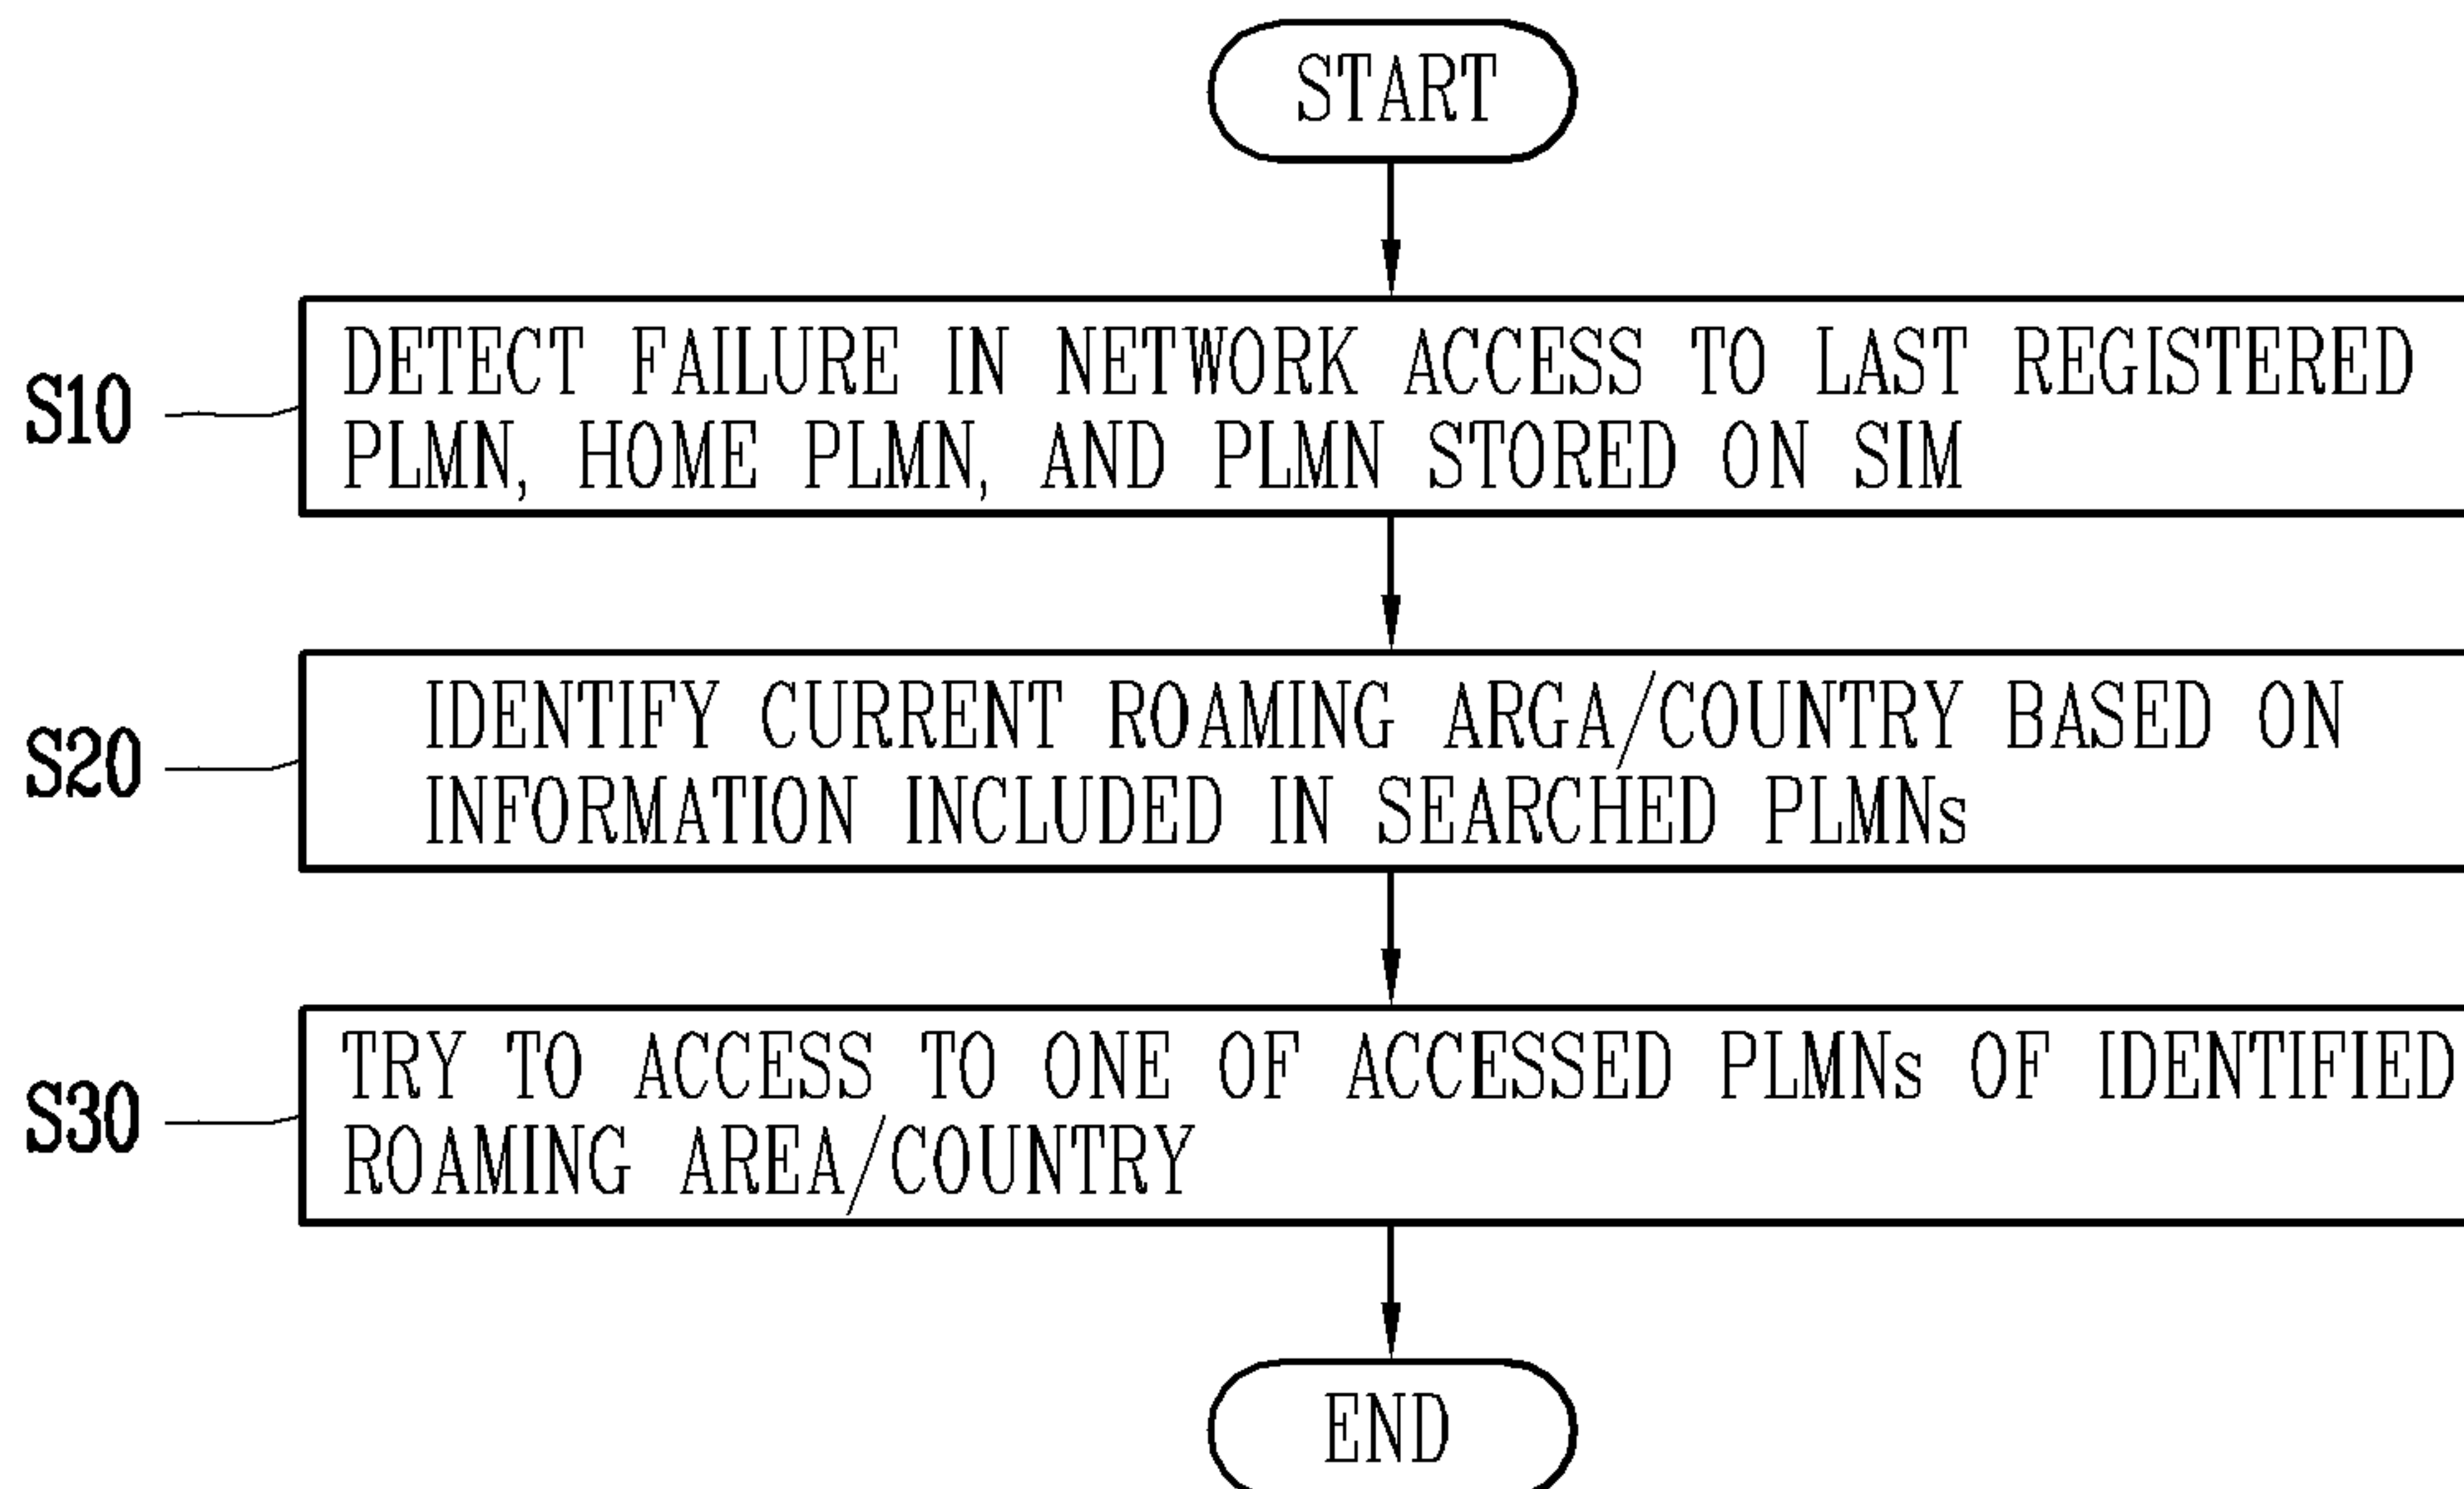 START
S10
DETECT FAILURE IN NETWORK ACCESS TO LAST REGISTERED
PLMN, HOME PLMN, AND PLMN STORED ON SIM
S20
IDENTIFY CURRENT ROAMING ARGA/COUNTRY BASED ON
INFORMATION INCLUDED IN SEARCHED PLMNs
S30
TRY TO ACCESS TO ONE OF ACCESSED PLMNs OF IDENTIFIED
ROAMING AREA/COUNTRY
END